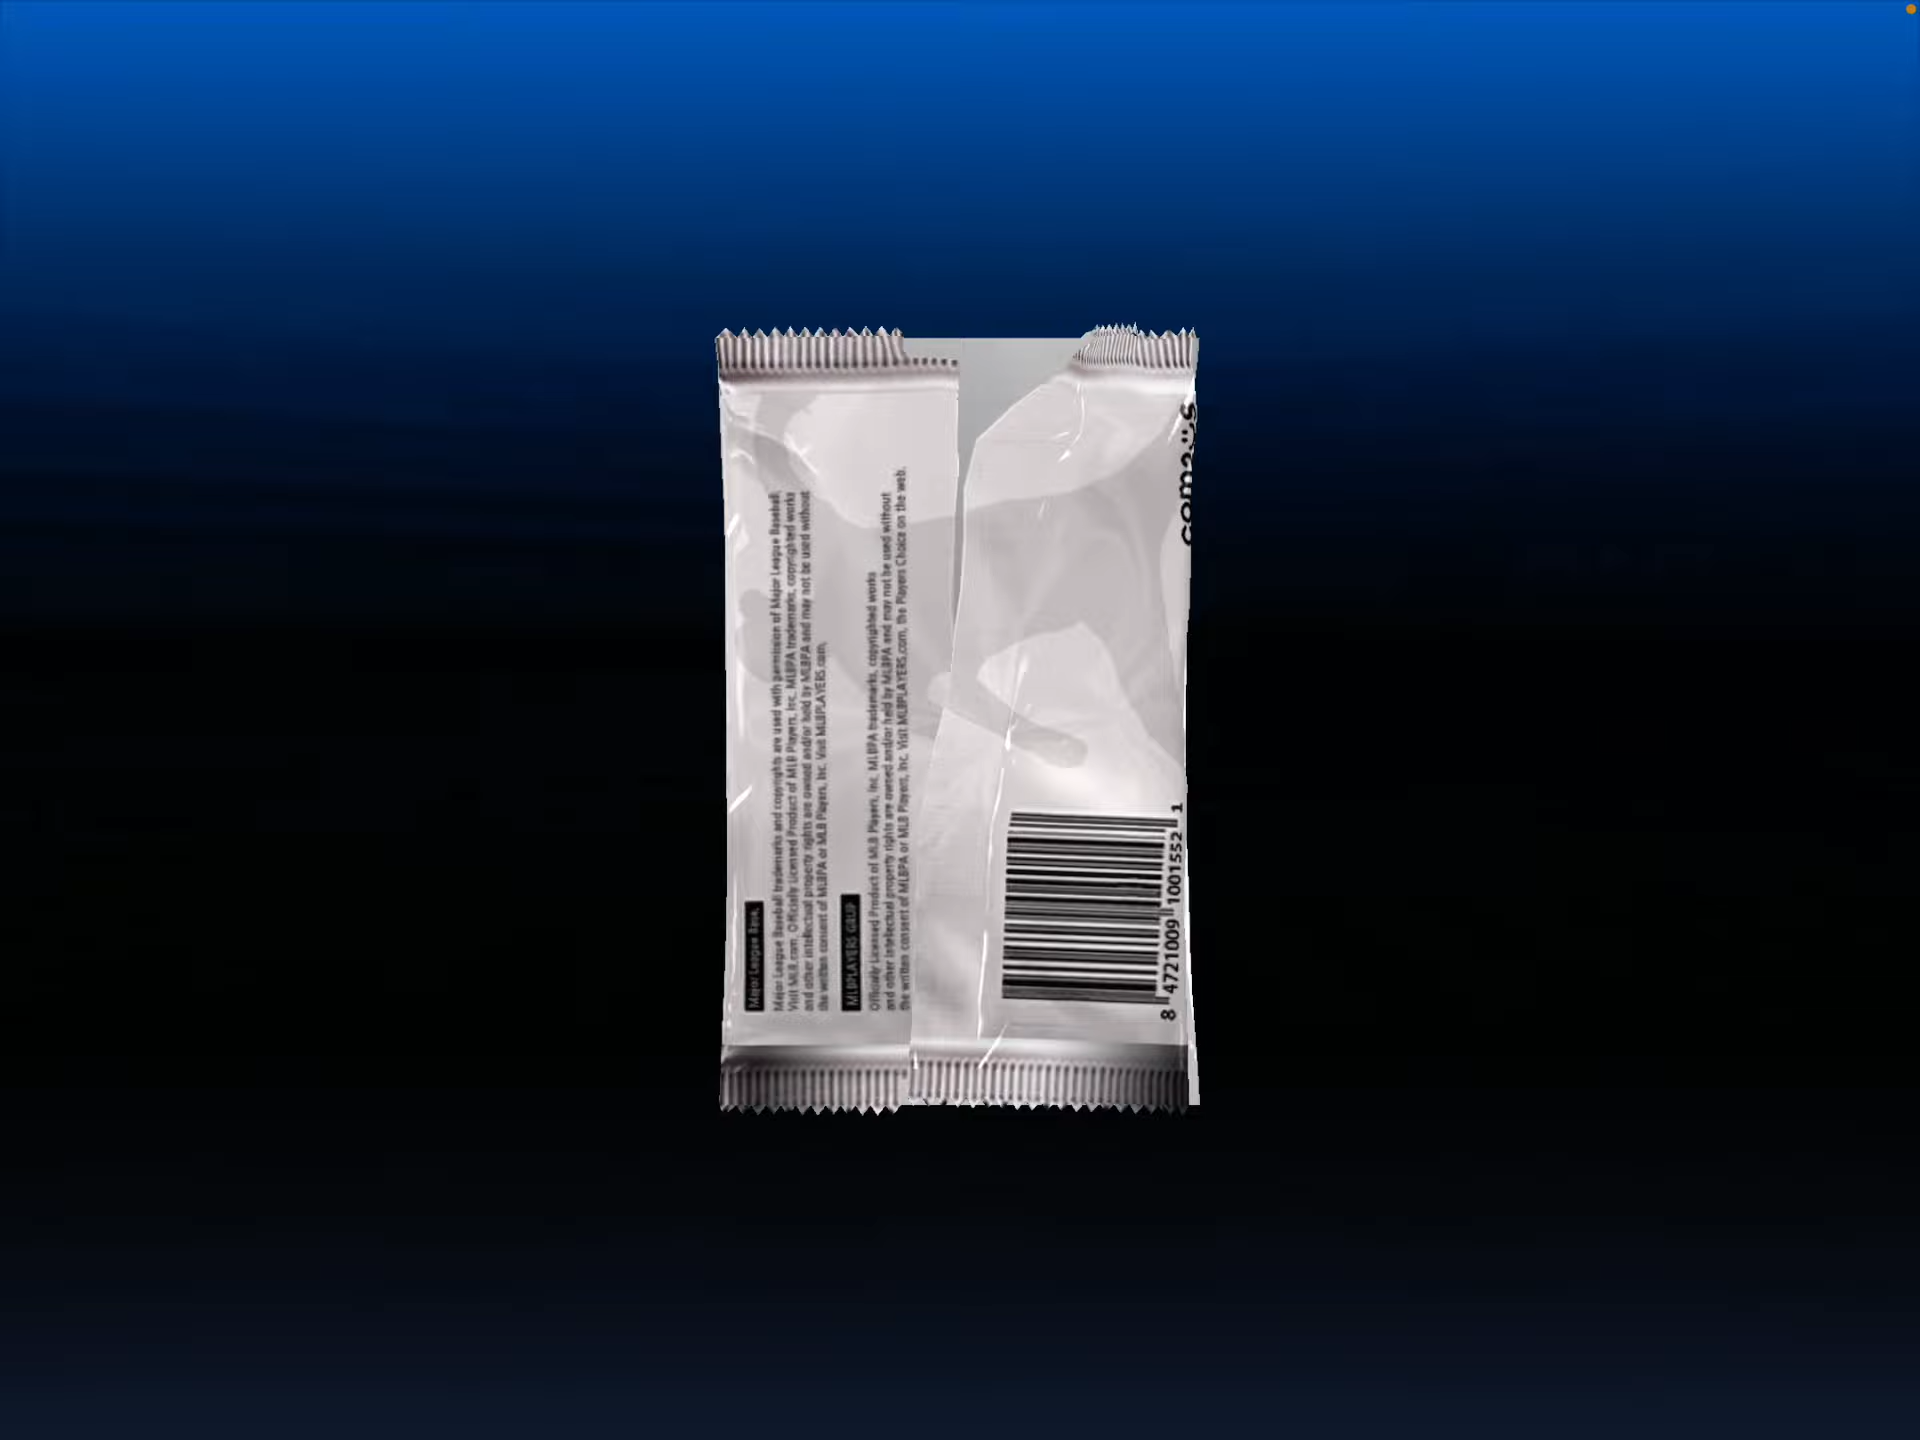 Major League Base.
Major League Baseball trademarks and copyrights are used with permission of Major League Baseball.
Visit MLB.com. Officially Licensed Product of MLB Players, Inc. MLBPA trademarks, copyrighted works
and other intellectual property rights are owned and/or held by MLBPA and may not be used without
the written consent of MLBPA or MLB Players, Inc. Visit MLBPLAYERS.com.
MLBPLAYERS
Officially Licensed Product of MLB Players, Inc. MLBPA trademarks, copyrighted works
and other intellectual property rights are owned and/or held by MLBPA and may not be used without
the written consent of MLBPA or MLB Players, Inc. Visit MLBPLAYERS.com, the Players Choice on the web.
8 4721009 1001552 1